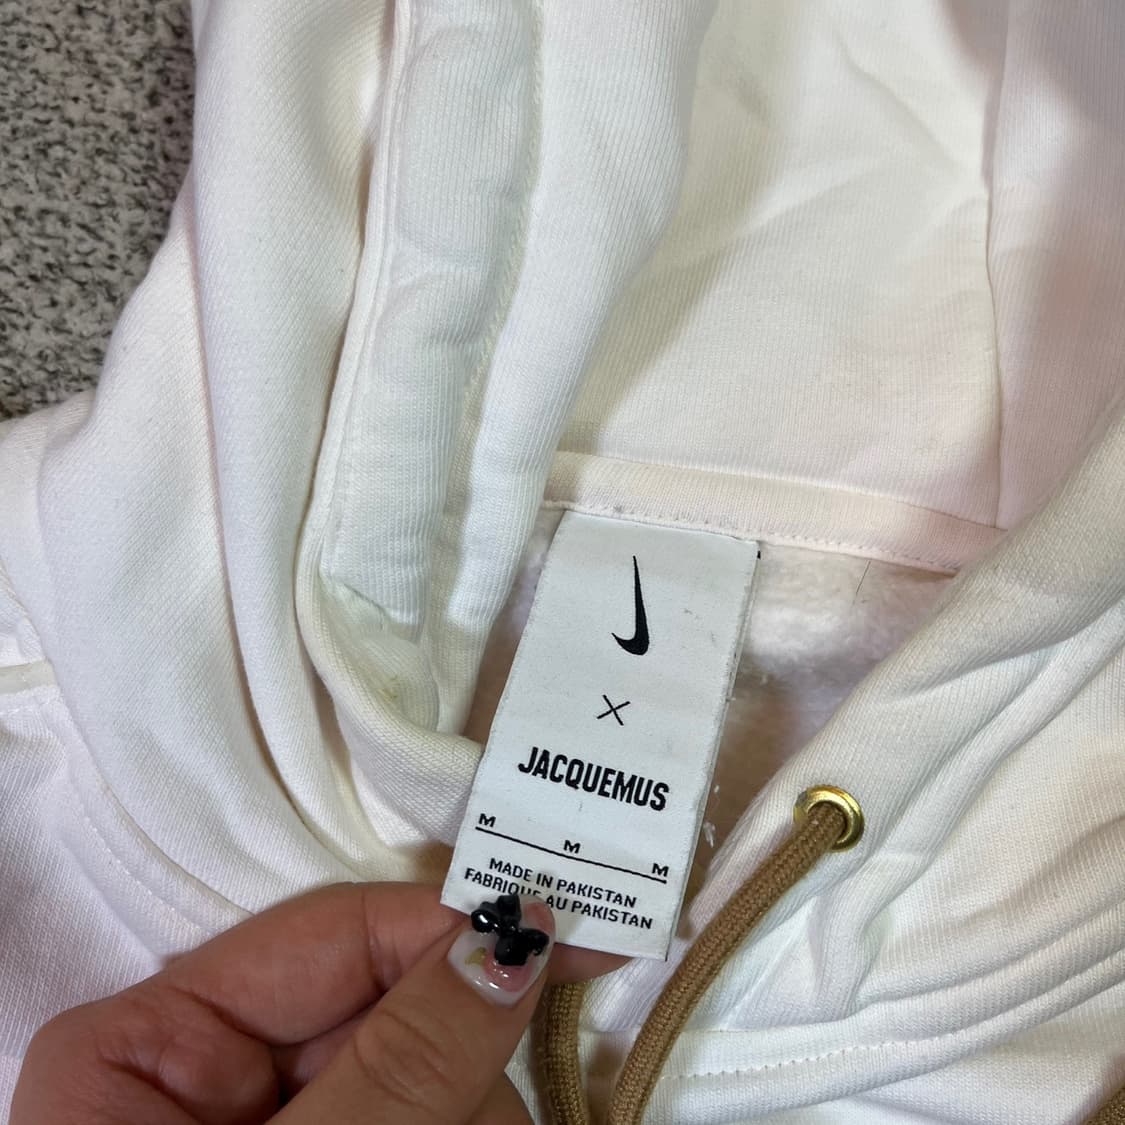 X
JACQUEMUS
M M M
MADE IN PAKISTAN
FABRIQUE AU PAKISTAN